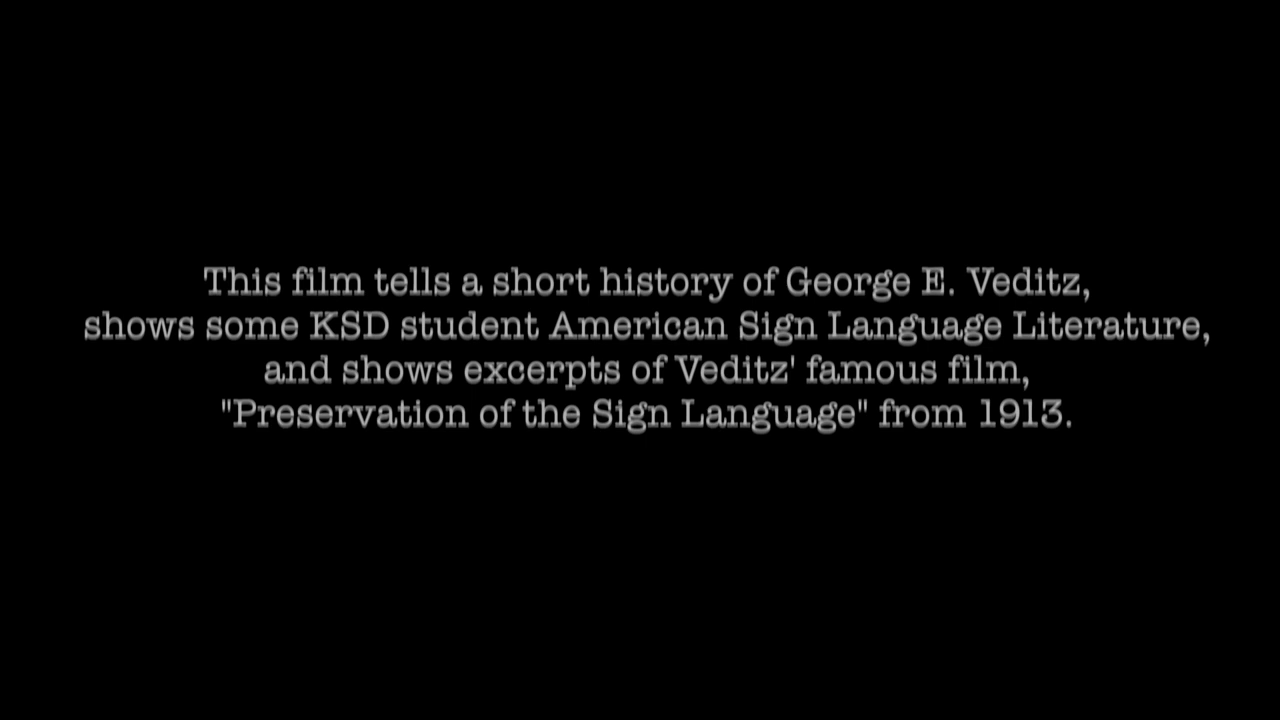 This film tells a short history of George E. Veditz,
shows some KSD student American Sign Language Literature,
and shows excerpts of Veditz' famous film,
"Preservation of the Sign Language" from 1913.